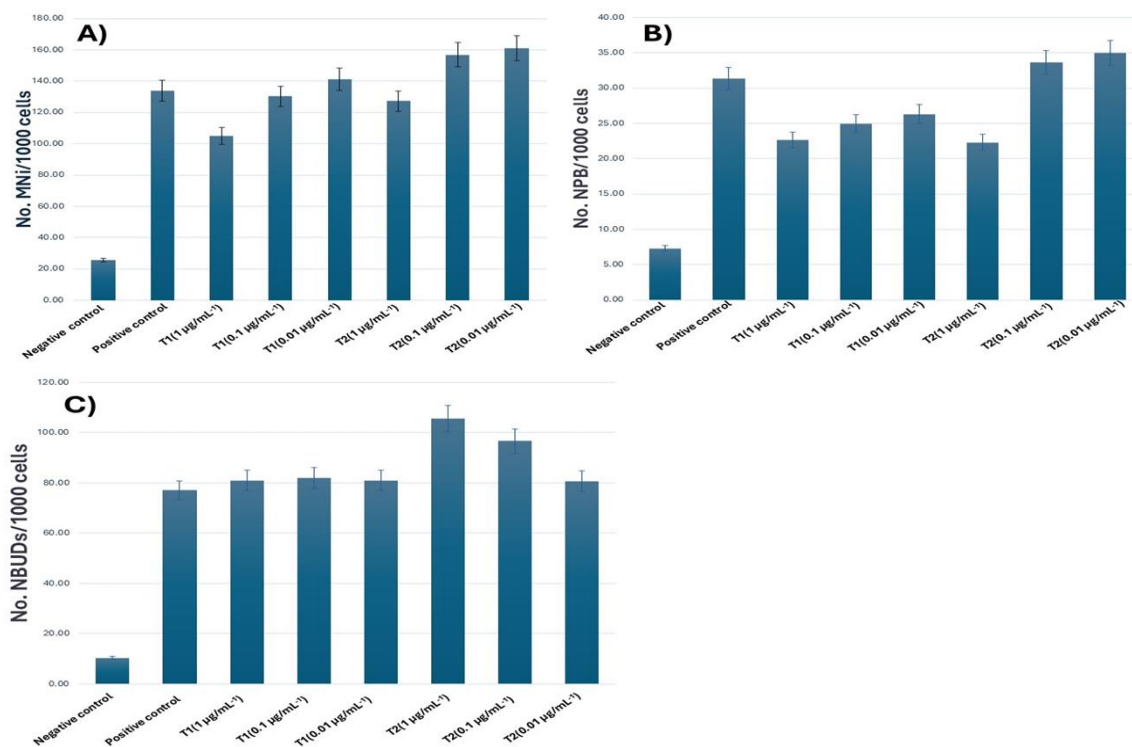 A)
No. MNi/1000 cells
180.00
160.00
140.00
120.00
100.00
80.00
60.00
40.00
20.00
0.00
Negative control
Positive control
T1(1 µg/mL⁻¹)
T1(0.1 µg/mL⁻¹)
T1(0.01 µg/mL⁻¹)
T2(1 µg/mL⁻¹)
T2(0.1 µg/mL⁻¹)
T2(0.01 µg/mL⁻¹)
B)
No. NPB/1000 cells
40.00
35.00
30.00
25.00
20.00
15.00
10.00
5.00
0.00
Negative control
Positive control
T1(1 µg/mL⁻¹)
T1(0.1 µg/mL⁻¹)
T1(0.01 µg/mL⁻¹)
T2(1 µg/mL⁻¹)
T2(0.1 µg/mL⁻¹)
T2(0.01 µg/mL⁻¹)
C)
No. NBUDs/1000 cells
120.00
100.00
80.00
60.00
40.00
20.00
0.00
Negative control
Positive control
T1(1 µg/mL⁻¹)
T1(0.1 µg/mL⁻¹)
T1(0.01 µg/mL⁻¹)
T2(1 µg/mL⁻¹)
T2(0.1 µg/mL⁻¹)
T2(0.01 µg/mL⁻¹)